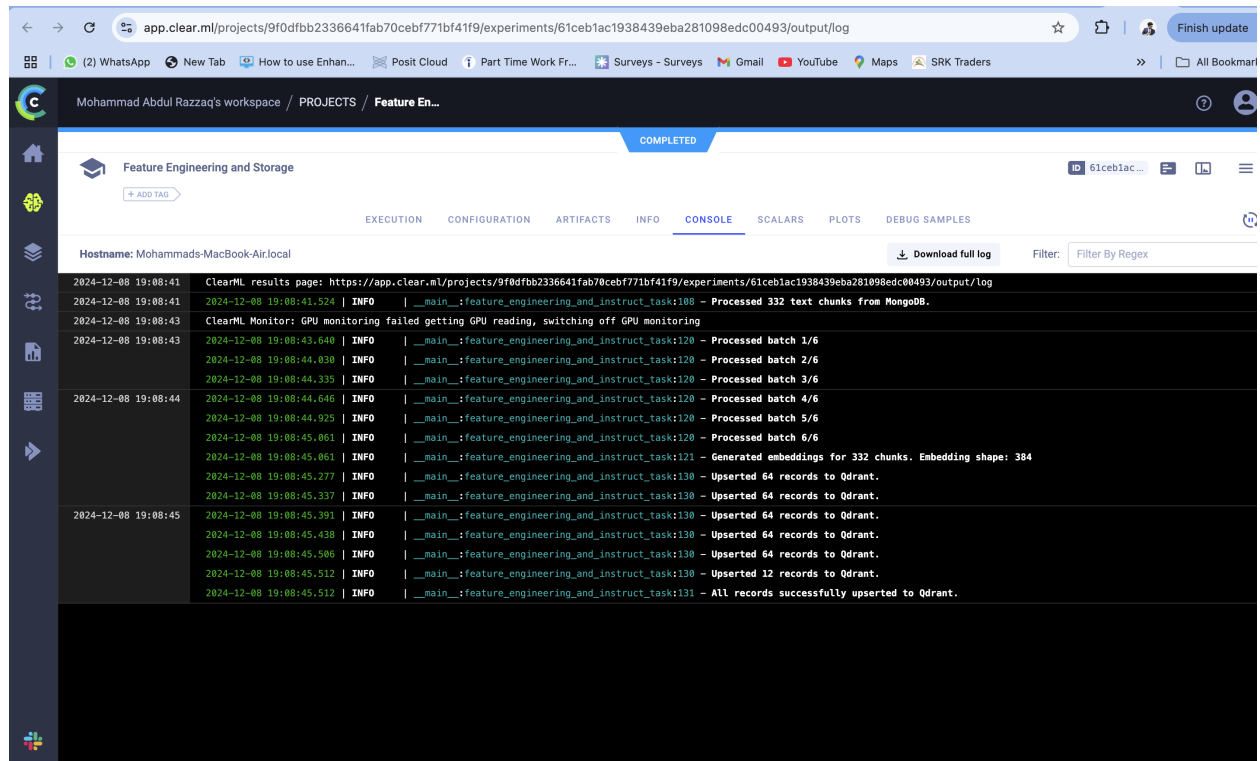 app.clear.ml/projects/9f0dfbb2336641fab70cebf771bf41f9/experiments/61ceb1ac1938439eba281098edc00493/output/log Finish update
(2) WhatsApp New Tab How to use Enhan... Posit Cloud Part Time Work Fr... Surveys - Surveys Gmail YouTube Maps SRK Traders » All Bookmark
Mohammad Abdul Razzaq's workspace / PROJECTS / Feature En...
COMPLETED
Feature Engineering and Storage ID 61ceb1ac...
+ ADD TAG
EXECUTION CONFIGURATION ARTIFACTS INFO CONSOLE SCALARS PLOTS DEBUG SAMPLES
Hostname: Mohammads-MacBook-Air.local Download full log Filter: Filter By Regex
2024-12-08 19:08:41 ClearML results page: https://app.clear.ml/projects/9f0dfbb2336641fab70cebf771bf41f9/experiments/61ceb1ac1938439eba281098edc00493/output/log
2024-12-08 19:08:41 2024-12-08 19:08:41.524 | INFO | __main__:feature_engineering_and_instruct_task:108 - Processed 332 text chunks from MongoDB.
2024-12-08 19:08:43 ClearML Monitor: GPU monitoring failed getting GPU reading, switching off GPU monitoring
2024-12-08 19:08:43 2024-12-08 19:08:43.640 | INFO | __main__:feature_engineering_and_instruct_task:120 - Processed batch 1/6
2024-12-08 19:08:44.030 | INFO | __main__:feature_engineering_and_instruct_task:120 - Processed batch 2/6
2024-12-08 19:08:44.335 | INFO | __main__:feature_engineering_and_instruct_task:120 - Processed batch 3/6
2024-12-08 19:08:44 2024-12-08 19:08:44.646 | INFO | __main__:feature_engineering_and_instruct_task:120 - Processed batch 4/6
2024-12-08 19:08:44.925 | INFO | __main__:feature_engineering_and_instruct_task:120 - Processed batch 5/6
2024-12-08 19:08:45.061 | INFO | __main__:feature_engineering_and_instruct_task:120 - Processed batch 6/6
2024-12-08 19:08:45.061 | INFO | __main__:feature_engineering_and_instruct_task:121 - Generated embeddings for 332 chunks. Embedding shape: 384
2024-12-08 19:08:45.277 | INFO | __main__:feature_engineering_and_instruct_task:130 - Upserted 64 records to Qdrant.
2024-12-08 19:08:45.337 | INFO | __main__:feature_engineering_and_instruct_task:130 - Upserted 64 records to Qdrant.
2024-12-08 19:08:45 2024-12-08 19:08:45.391 | INFO | __main__:feature_engineering_and_instruct_task:130 - Upserted 64 records to Qdrant.
2024-12-08 19:08:45.438 | INFO | __main__:feature_engineering_and_instruct_task:130 - Upserted 64 records to Qdrant.
2024-12-08 19:08:45.506 | INFO | __main__:feature_engineering_and_instruct_task:130 - Upserted 64 records to Qdrant.
2024-12-08 19:08:45.512 | INFO | __main__:feature_engineering_and_instruct_task:130 - Upserted 12 records to Qdrant.
2024-12-08 19:08:45.512 | INFO | __main__:feature_engineering_and_instruct_task:131 - All records successfully upserted to Qdrant.